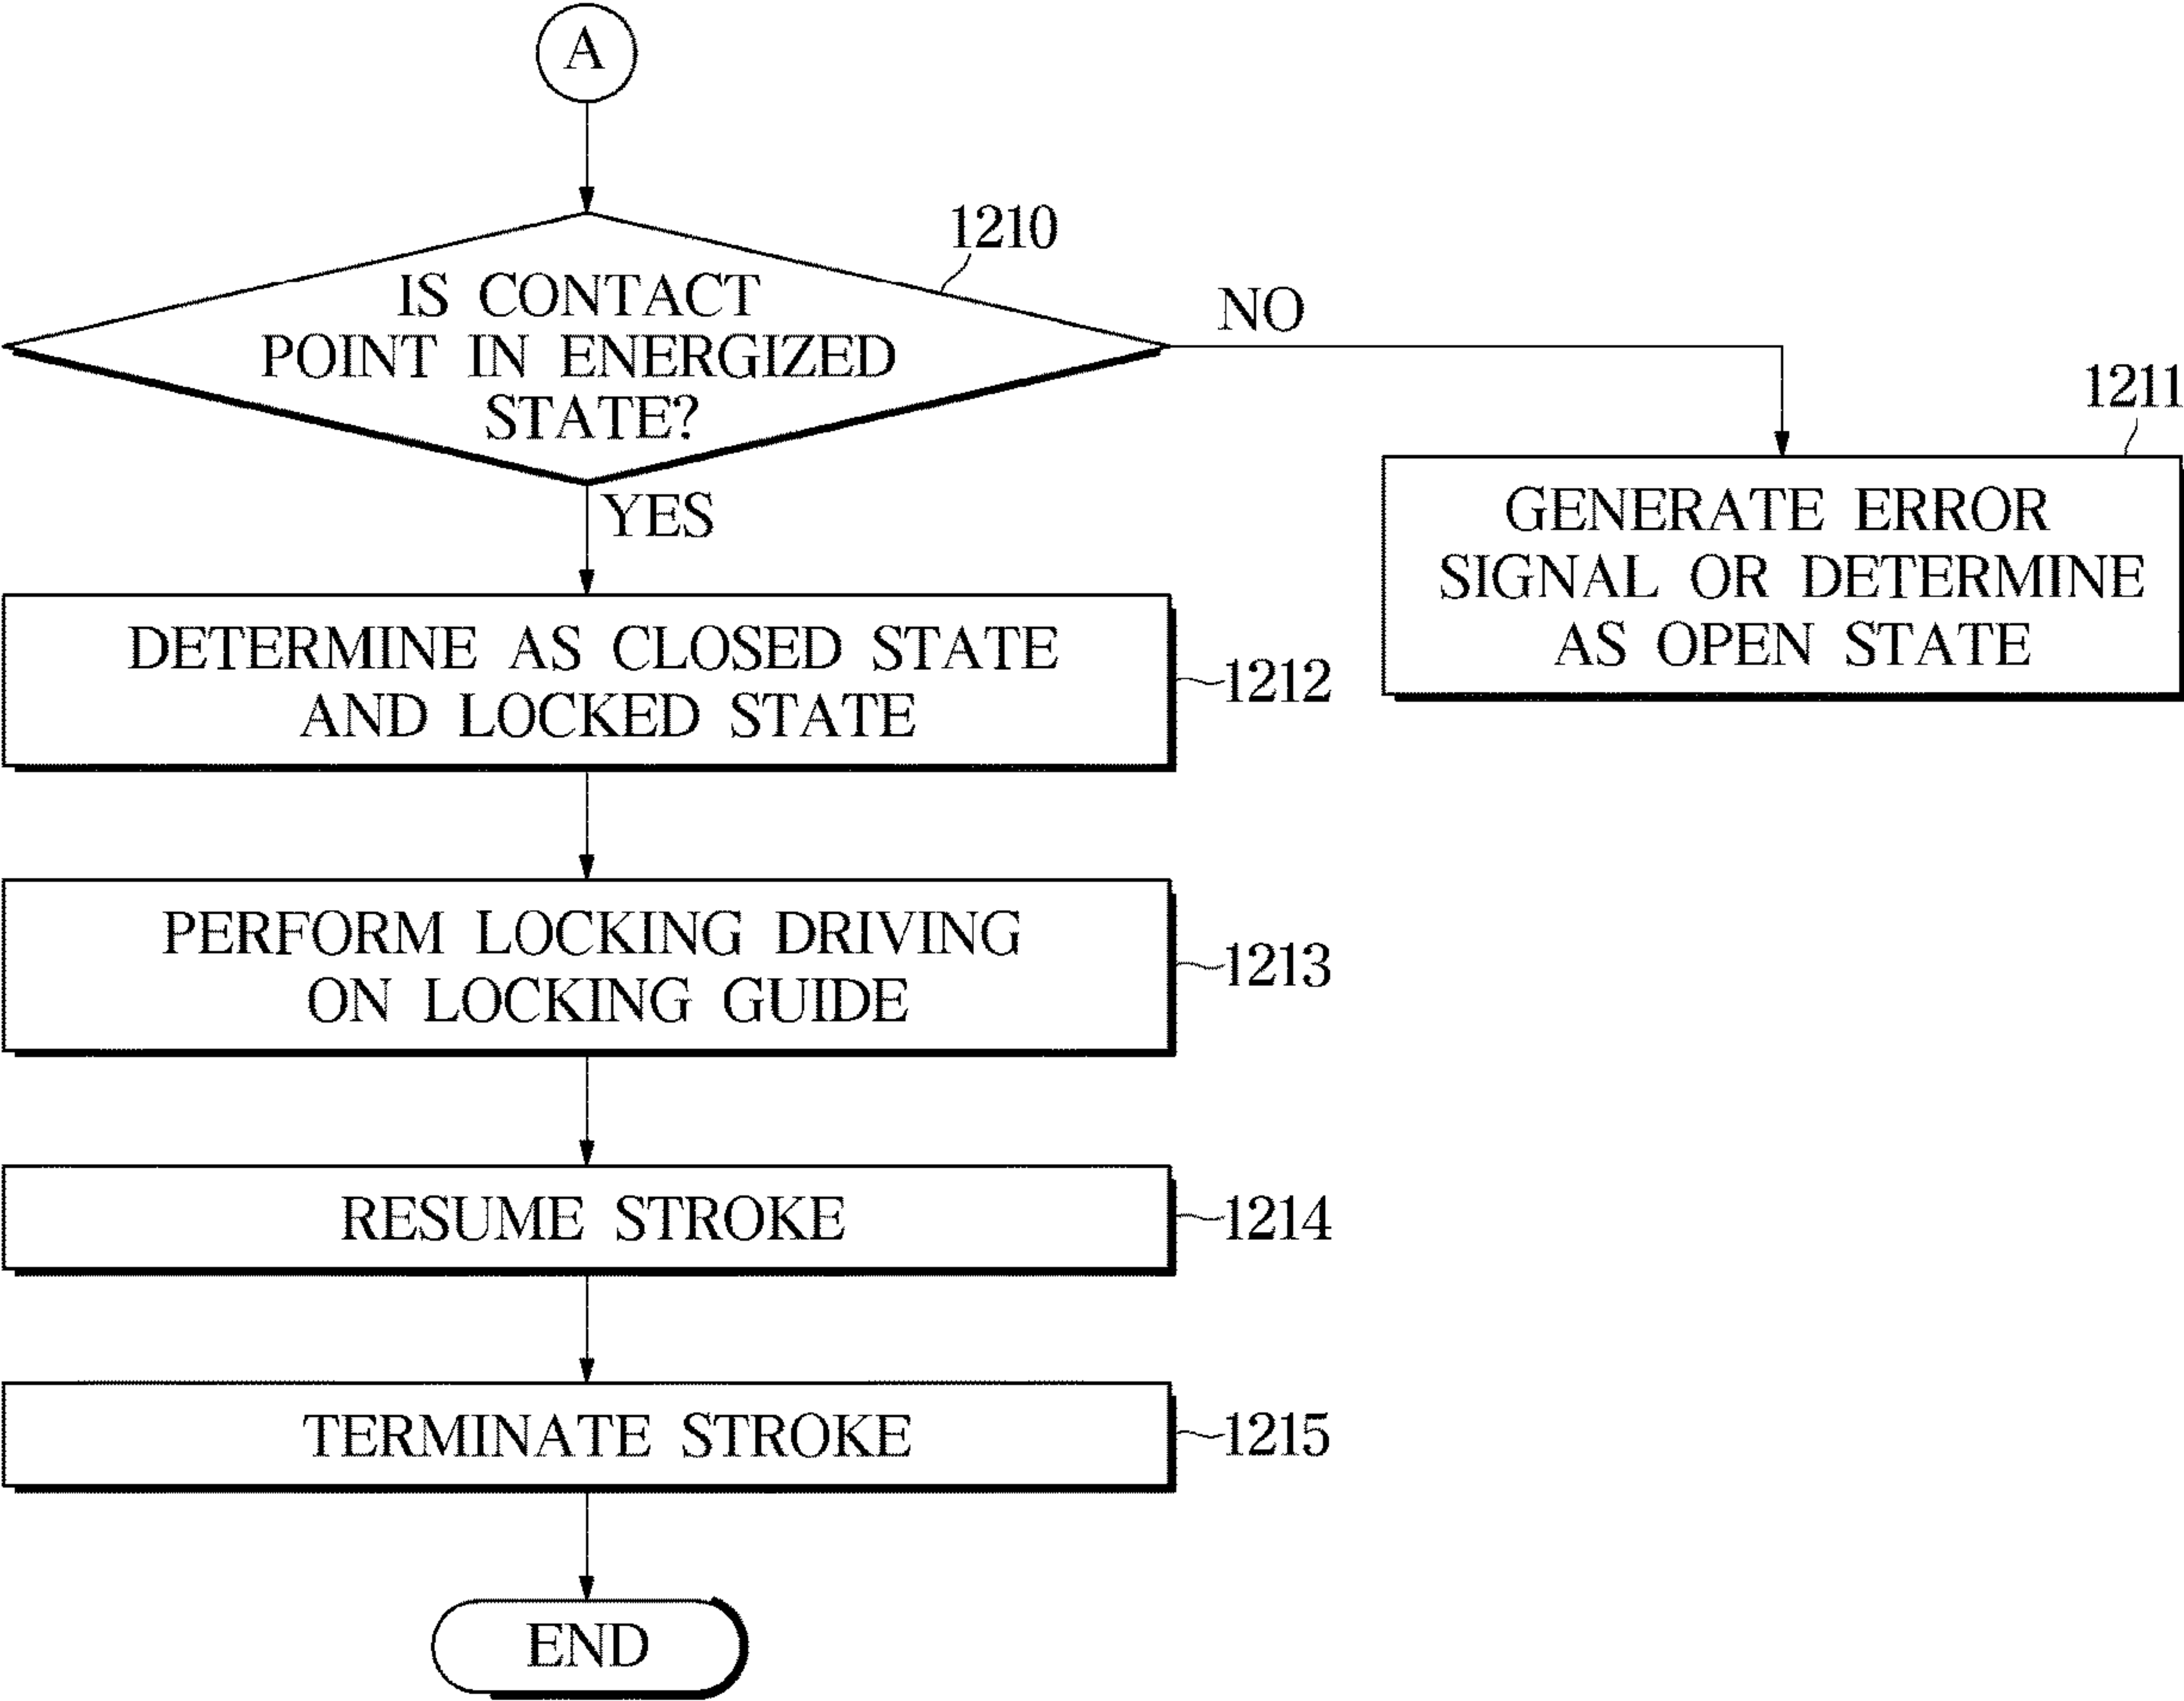 A
1210
IS CONTACT
POINT IN ENERGIZED
STATE?
NO
YES
1211
GENERATE ERROR
SIGNAL OR DETERMINE
AS OPEN STATE
DETERMINE AS CLOSED STATE
AND LOCKED STATE
1212
PERFORM LOCKING DRIVING
ON LOCKING GUIDE
1213
RESUME STROKE
1214
TERMINATE STROKE
1215
END